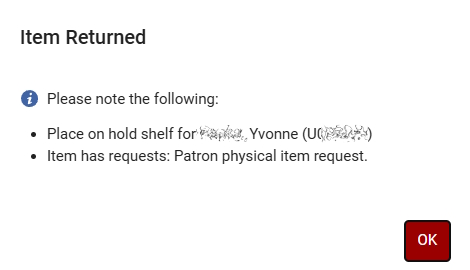 Item Returned
Please note the following:
Place on hold shelf for Yvonne (U
Item has requests: Patron physical item request.
OK